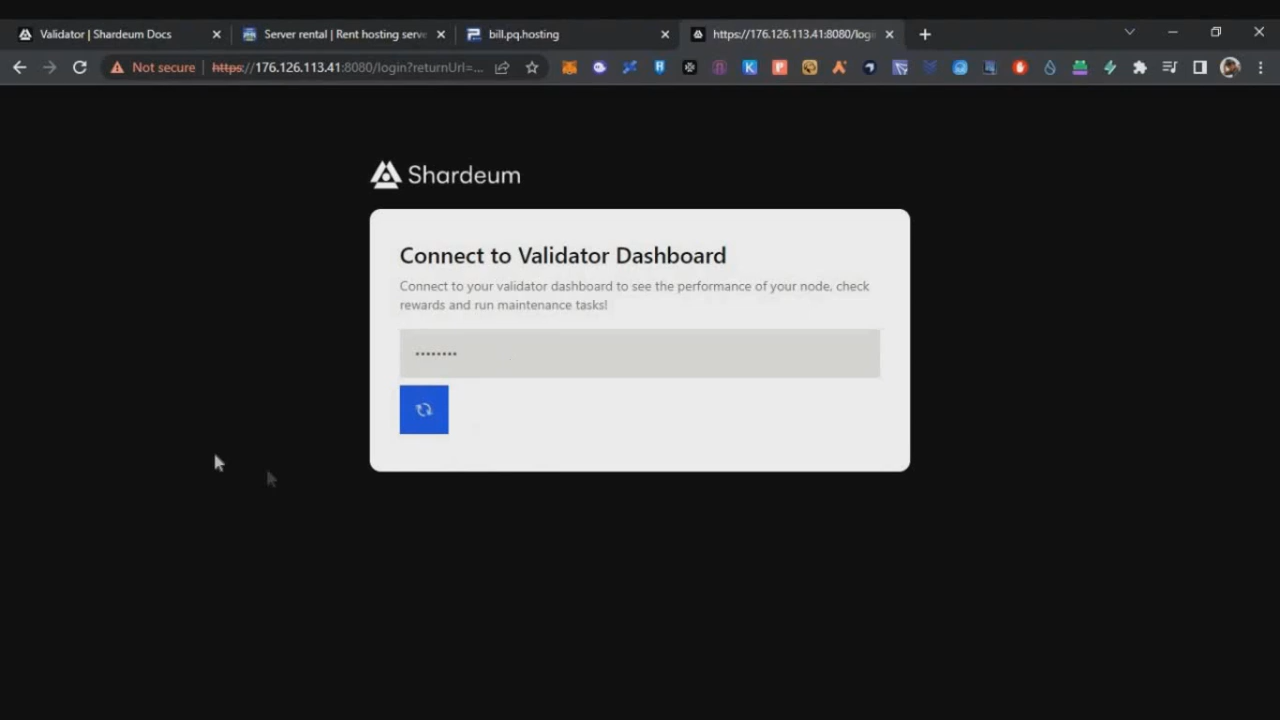 Validator | Shardeum Docs
Server rental | Rent hosting serve
bill.pq.hosting
https://176.126.113.41:8080/logi
Not secure
https://176.126.113.41:8080/login?returnUrl=...
Shardeum
Connect to Validator Dashboard
Connect to your validator dashboard to see the performance of your node, check
rewards and run maintenance tasks!